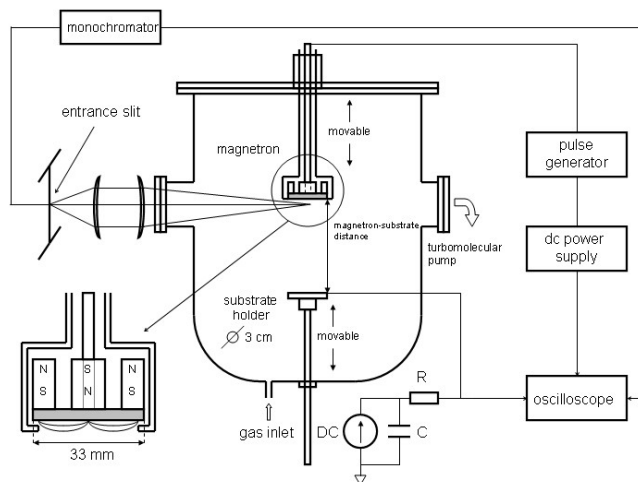 monochromator
entrance slit
magnetron
movable
pulse
generator
magnetron-substrate
distance
turbomolecular
pump
dc power
supply
substrate
holder
∅ 3 cm
movable
N S N
S N S
33 mm
gas inlet
DC
C
R
oscilloscope